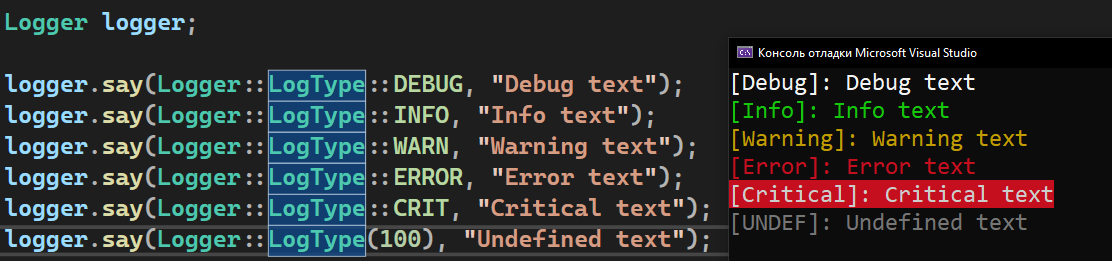 Logger logger;
logger.say(Logger::LogType::DEBUG, "Debug text");
logger.say(Logger::LogType::INFO, "Info text");
logger.say(Logger::LogType::WARN, "Warning text");
logger.say(Logger::LogType::ERROR, "Error text");
logger.say(Logger::LogType::CRIT, "Critical text");
logger.say(Logger::LogType(100), "Undefined text");
Консоль отладки Microsoft Visual Studio
[Debug]: Debug text
[Info]: Info text
[Warning]: Warning text
[Error]: Error text
[Critical]: Critical text
[UNDEF]: Undefined text